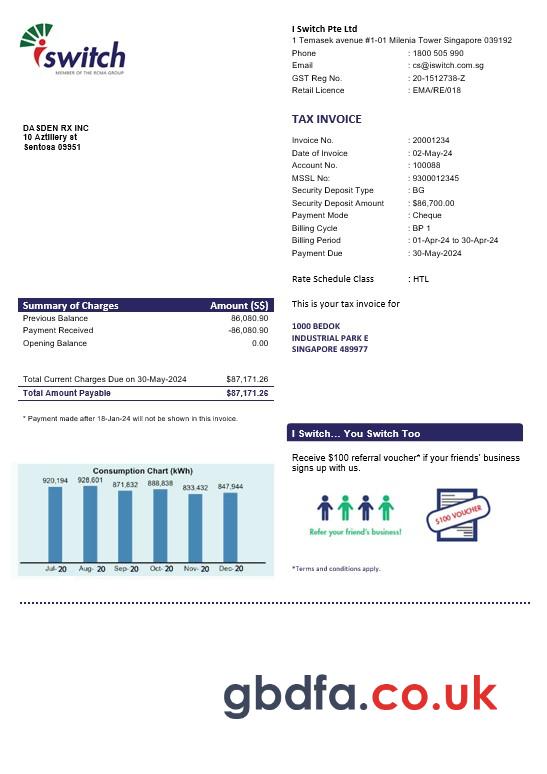 iswitch
MEMBER OF THE RCMA GROUP
I Switch Pte Ltd
1 Temasek avenue #1-01 Milenia Tower Singapore 039192
Phone : 1800 505 990
Email : cs@iswitch.com.sg
GST Reg No. : 20-1512738-Z
Retail Licence : EMA/RE/018
DASDEN RX INC
10 Aztillery st
Sentosa 09951
TAX INVOICE
Invoice No. : 20001234
Date of Invoice : 02-May-24
Account No. : 100088
MSSL No: : 9300012345
Security Deposit Type : BG
Security Deposit Amount : $86,700.00
Payment Mode : Cheque
Billing Cycle : BP 1
Billing Period : 01-Apr-24 to 30-Apr-24
Payment Due : 30-May-2024
Rate Schedule Class : HTL
This is your tax invoice for
1000 BEDOK
INDUSTRIAL PARK E
SINGAPORE 489977
Summary of Charges Amount (S$)
Previous Balance 86,080.90
Payment Received -86,080.90
Opening Balance 0.00
Total Current Charges Due on 30-May-2024 $87,171.26
Total Amount Payable $87,171.26
* Payment made after 18-Jan-24 will not be shown in this invoice.
I Switch... You Switch Too
Receive $100 referral voucher* if your friends' business
signs up with us.
Refer your friend's business!
$100 VOUCHER
*Terms and conditions apply.
Consumption Chart (kWh)
920,194 928,601 871,832 888,838 833,432 847,944
Jul-20 Aug-20 Sep-20 Oct-20 Nov-20 Dec-20
gbdfa.co.uk